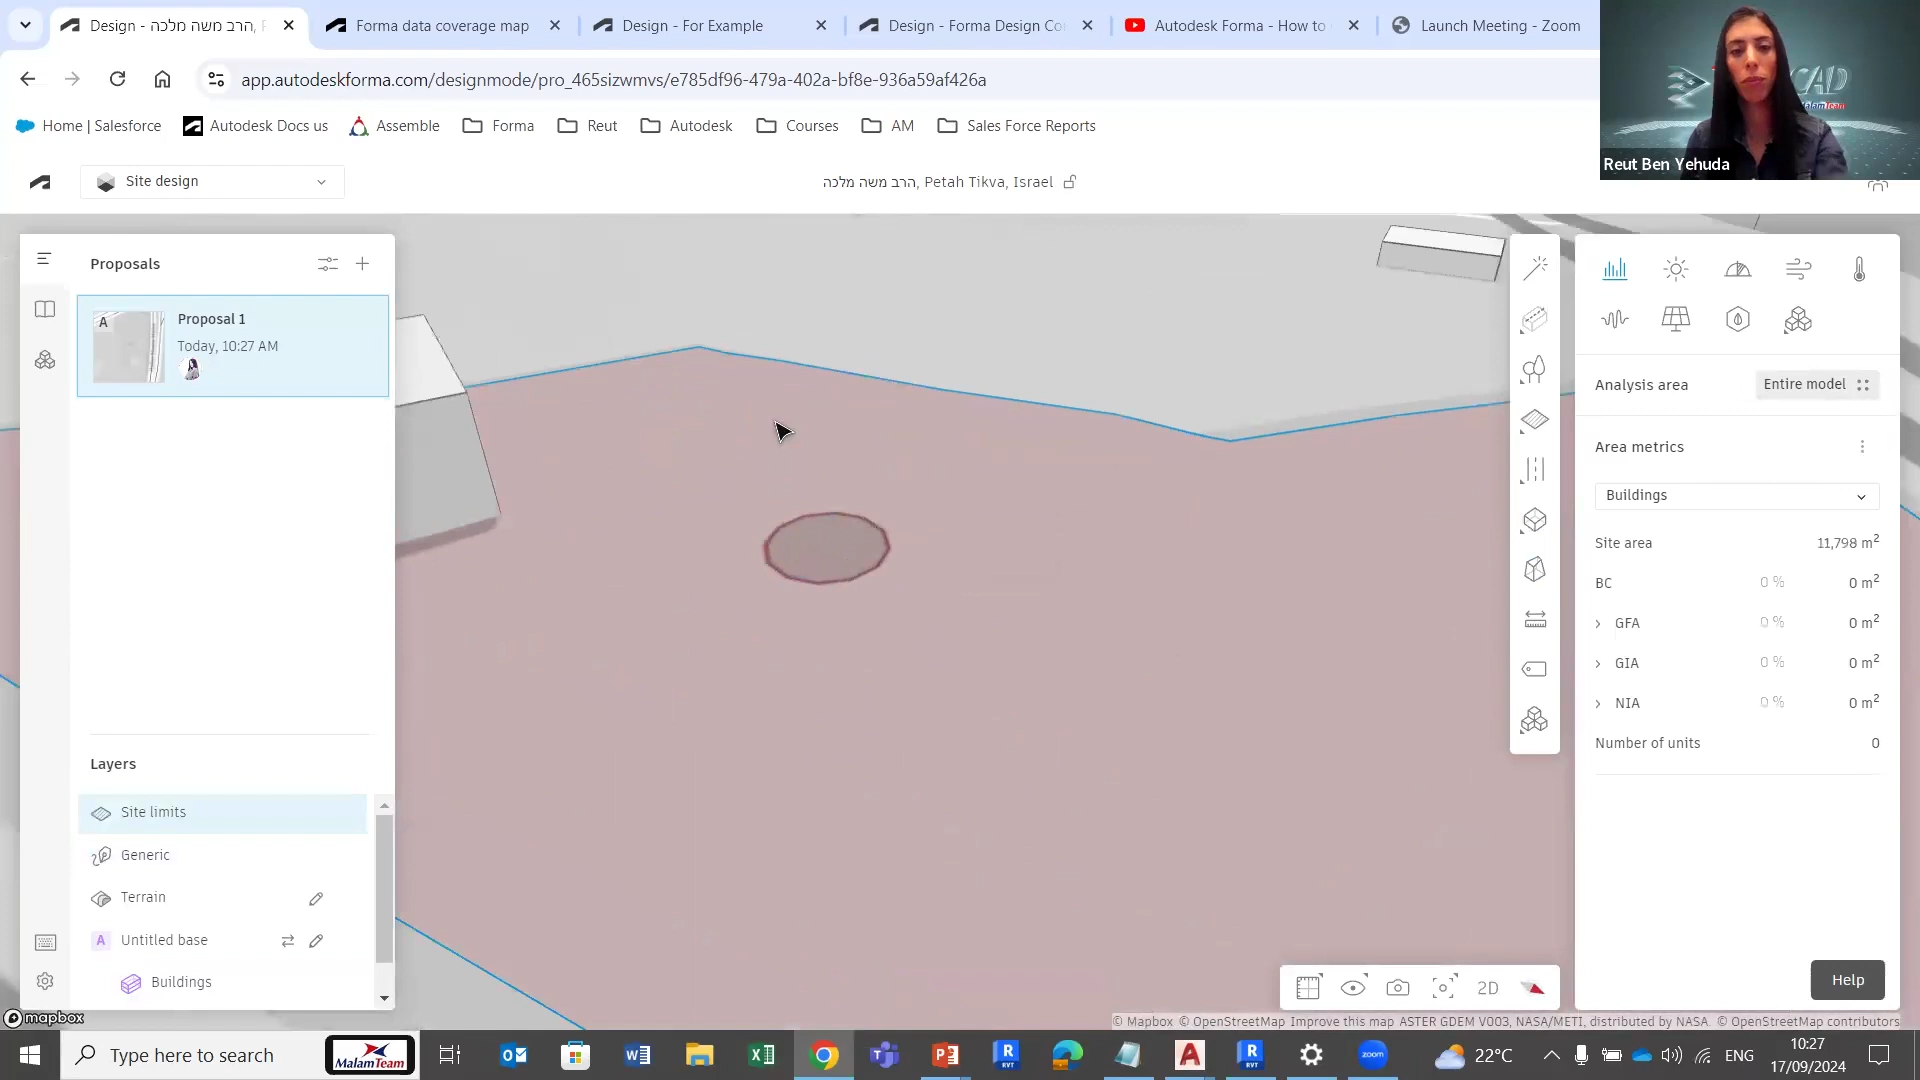 Design - הרב משה מלכה, P
Forma data coverage map
Design - For Example
Design - Forma Design Co
Autodesk Forma - How to
Launch Meeting - Zoom
app.autodeskforma.com/designmode/pro_465sizwmvs/e785df96-479a-402a-bf8e-936a59af426a
Home | Salesforce
Autodesk Docs us
Assemble
Forma
Reut
Autodesk
Courses
AM
Sales Force Reports
CAD
MalamTeam
Reut Ben Yehuda
Site design
הרב משה מלכה, Petah Tikva, Israel
Proposals
A
Proposal 1
Today, 10:27 AM
Layers
Site limits
Generic
Terrain
A Untitled base
Buildings
Analysis area
Entire model
Area metrics
Buildings
Site area 11,798 m²
BC 0 % 0 m²
GFA 0 % 0 m²
GIA 0 % 0 m²
NIA 0 % 0 m²
Number of units 0
2D
Help
mapbox
© Mapbox © OpenStreetMap Improve this map ASTER GDEM V003, NASA/METI, distributed by NASA. © OpenStreetMap contributors
Type here to search
MalamTeam
zoom
22°C
ENG
10:27
17/09/2024